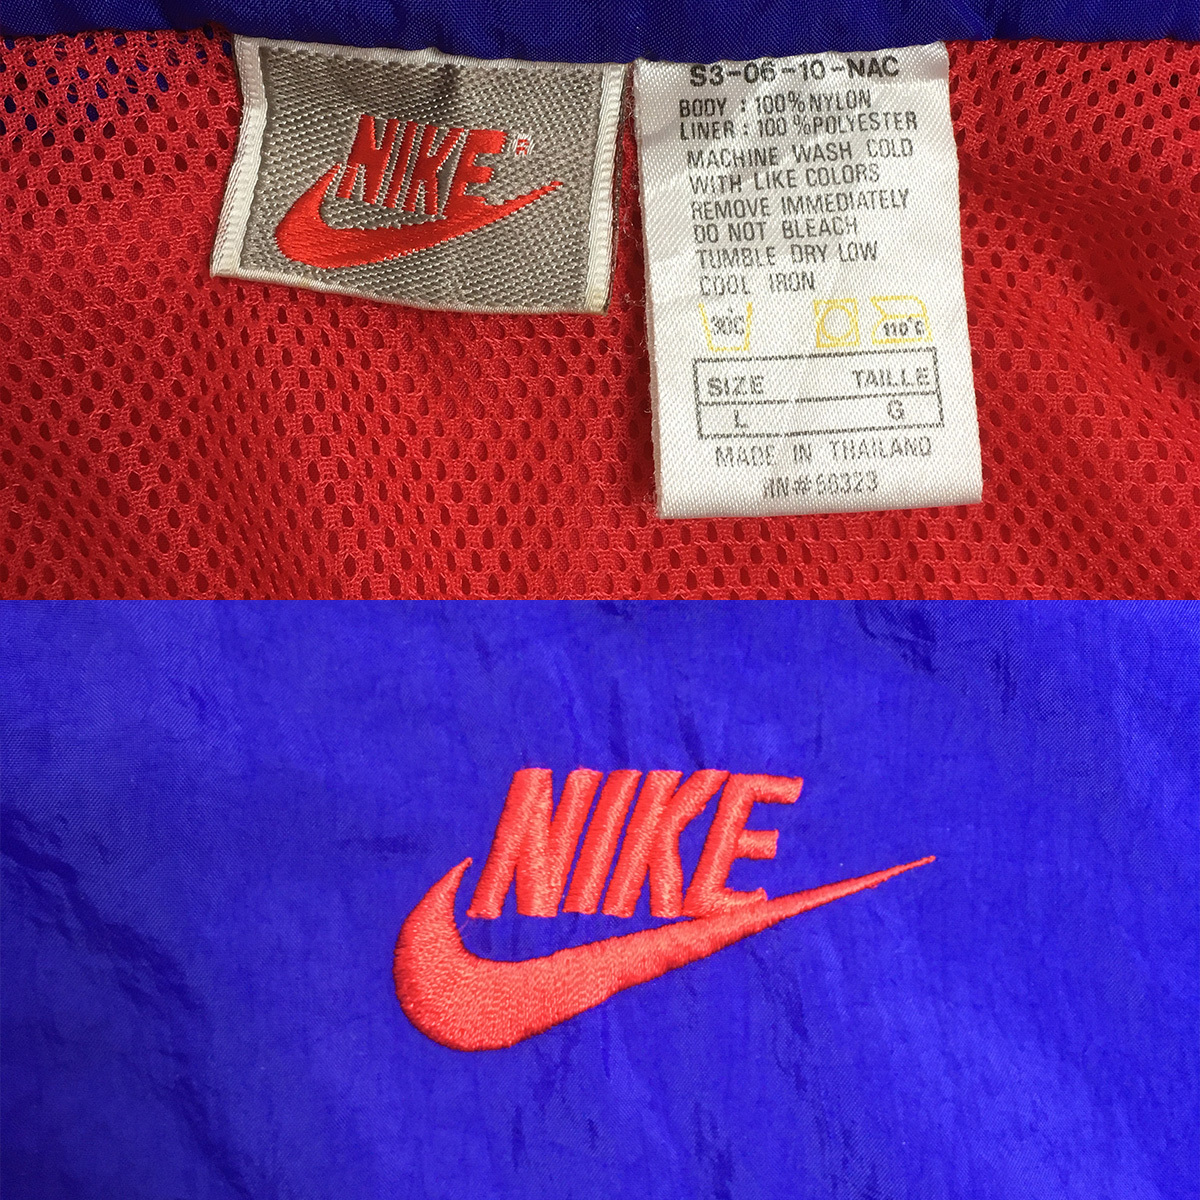 NIKE®
S3-06-10-NAC
BODY : 100% NYLON
LINER : 100 % POLYESTER
MACHINE WASH COLD
WITH LIKE COLORS
REMOVE IMMEDIATELY
DO NOT BLEACH
TUMBLE DRY LOW
COOL IRON
30C 110°C
SIZE TAILLE
L G
MADE IN THAILAND
RN#56323
NIKE